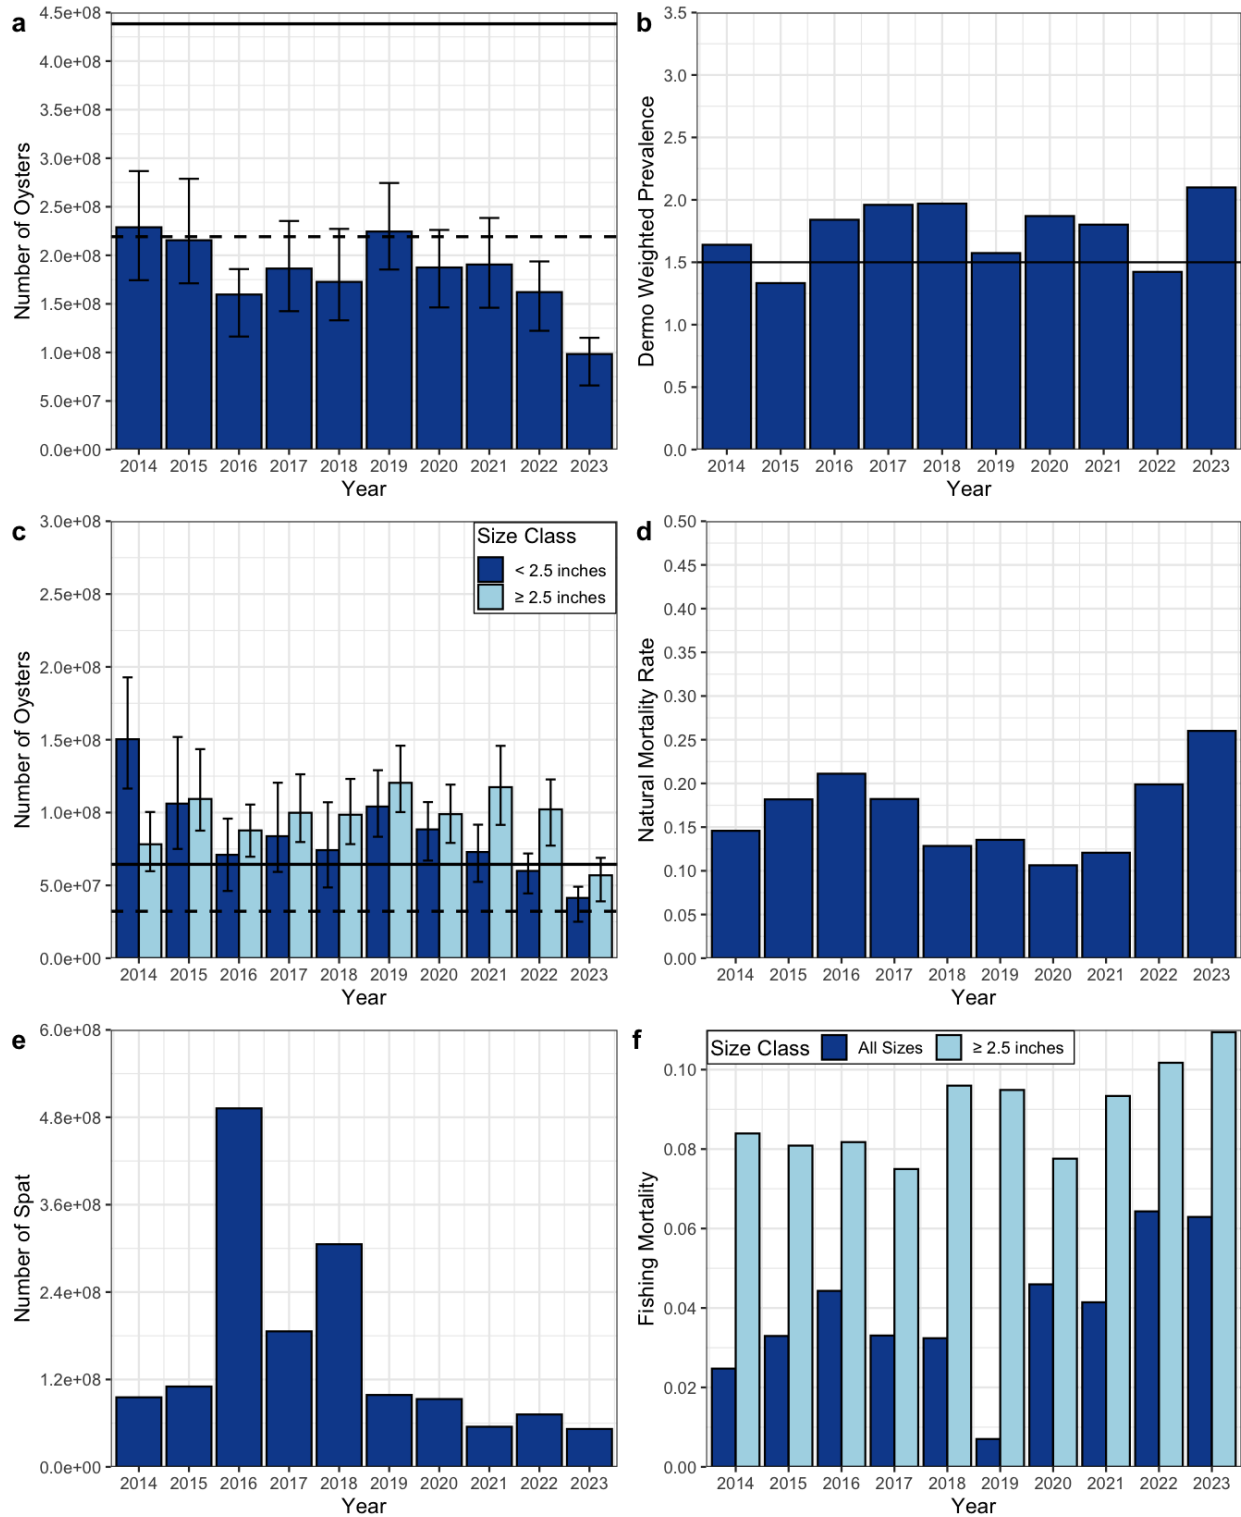 a
4.5e+08
4.0e+08
3.5e+08
3.0e+08
2.5e+08
2.0e+08
1.5e+08
1.0e+08
5.0e+07
0.0e+00
Number of Oysters
2014 2015 2016 2017 2018 2019 2020 2021 2022 2023
Year
b
3.5
3.0
2.5
2.0
1.5
1.0
0.5
0.0
Dermo Weighted Prevalence
2014 2015 2016 2017 2018 2019 2020 2021 2022 2023
Year
c
3.0e+08
2.5e+08
2.0e+08
1.5e+08
1.0e+08
5.0e+07
0.0e+00
Number of Oysters
Size Class
< 2.5 inches
≥ 2.5 inches
2014 2015 2016 2017 2018 2019 2020 2021 2022 2023
Year
d
0.50
0.45
0.40
0.35
0.30
0.25
0.20
0.15
0.10
0.05
0.00
Natural Mortality Rate
2014 2015 2016 2017 2018 2019 2020 2021 2022 2023
Year
e
6.0e+08
4.8e+08
3.6e+08
2.4e+08
1.2e+08
0.0e+00
Number of Spat
2014 2015 2016 2017 2018 2019 2020 2021 2022 2023
Year
f
Size Class All Sizes ≥ 2.5 inches
0.10
0.08
0.06
0.04
0.02
0.00
Fishing Mortality
2014 2015 2016 2017 2018 2019 2020 2021 2022 2023
Year